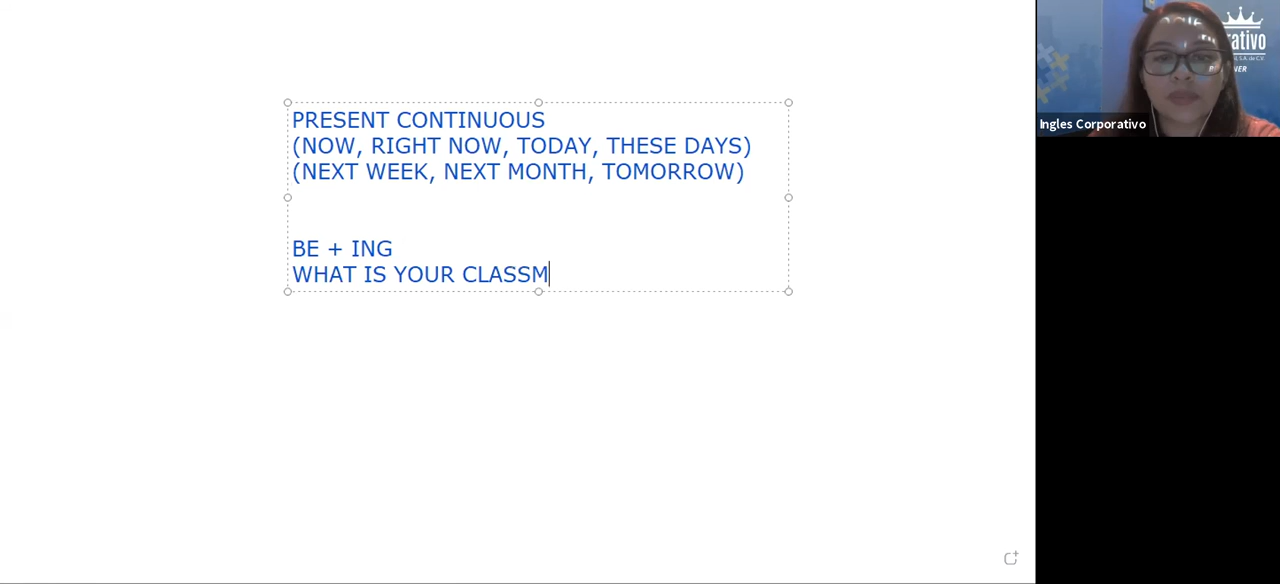 PRESENT CONTINUOUS
(NOW, RIGHT NOW, TODAY, THESE DAYS)
(NEXT WEEK, NEXT MONTH, TOMORROW)
BE + ING
WHAT IS YOUR CLASSM
Ingles Corporativo